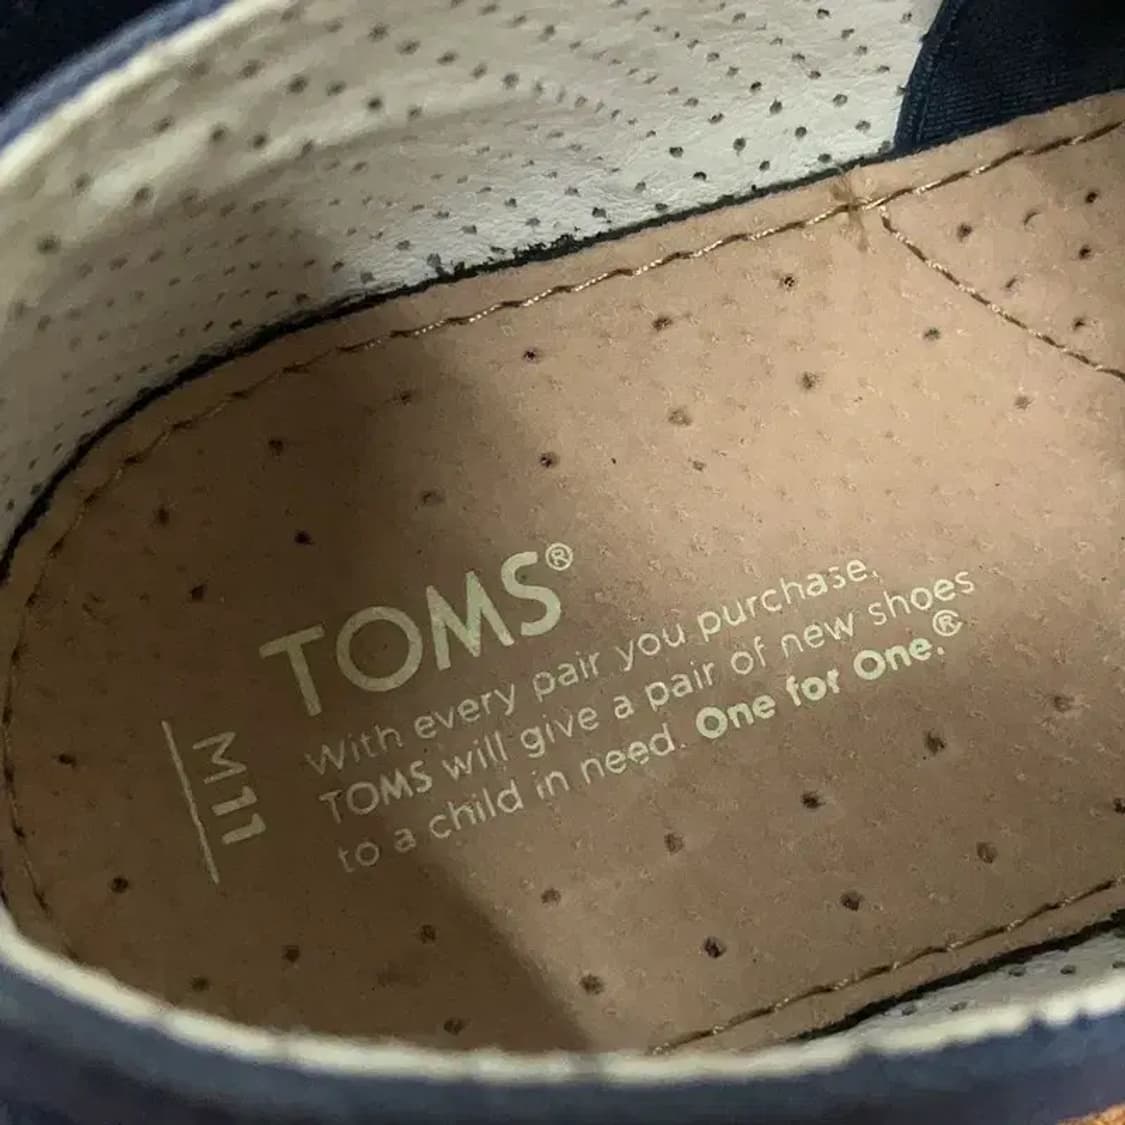 TOMS®
With every pair you purchase,
TOMS will give a pair of new shoes
to a child in need. One for One.®
M11